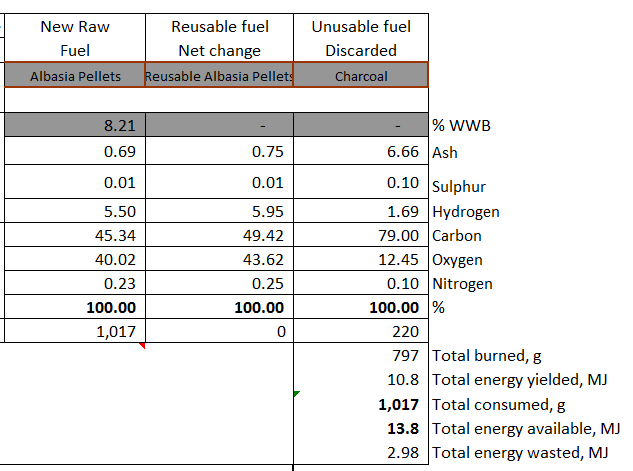 New Raw Reusable fuel Unusable fuel
Fuel Net change Discarded
Albasia Pellets Reusable Albasia Pellets Charcoal
8.21 - - % WWB
0.69 0.75 6.66 Ash
0.01 0.01 0.10 Sulphur
5.50 5.95 1.69 Hydrogen
45.34 49.42 79.00 Carbon
40.02 43.62 12.45 Oxygen
0.23 0.25 0.10 Nitrogen
100.00 100.00 100.00 %
1,017 0 220
797 Total burned, g
10.8 Total energy yielded, MJ
1,017 Total consumed, g
13.8 Total energy available, MJ
2.98 Total energy wasted, MJ